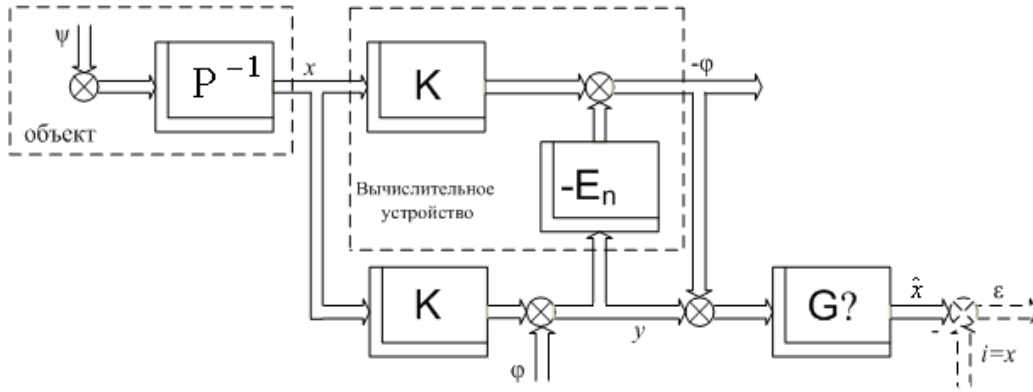 ψ
P⁻¹
x
K
-φ
объект
-Eₙ
Вычислительное
устройство
K
φ
y
G?
x̂
ε
-
i=x